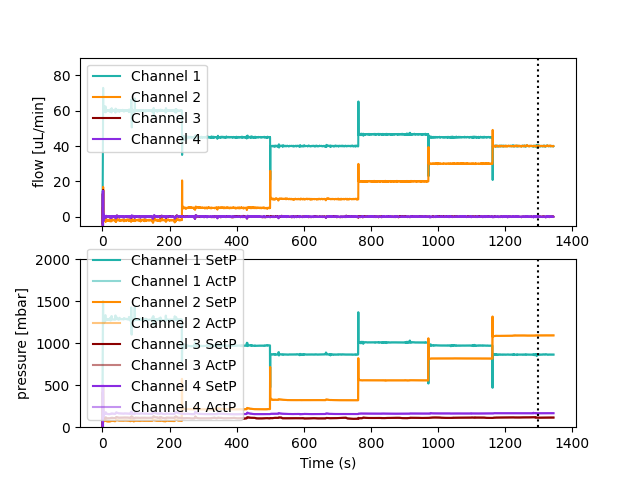 80
60
40
20
0
flow [uL/min]
Channel 1
Channel 2
Channel 3
Channel 4
0 200 400 600 800 1000 1200 1400
2000
1500
1000
500
0
pressure [mbar]
Channel 1 SetP
Channel 1 ActP
Channel 2 SetP
Channel 2 ActP
Channel 3 SetP
Channel 3 ActP
Channel 4 SetP
Channel 4 ActP
0 200 400 600 800 1000 1200 1400
Time (s)